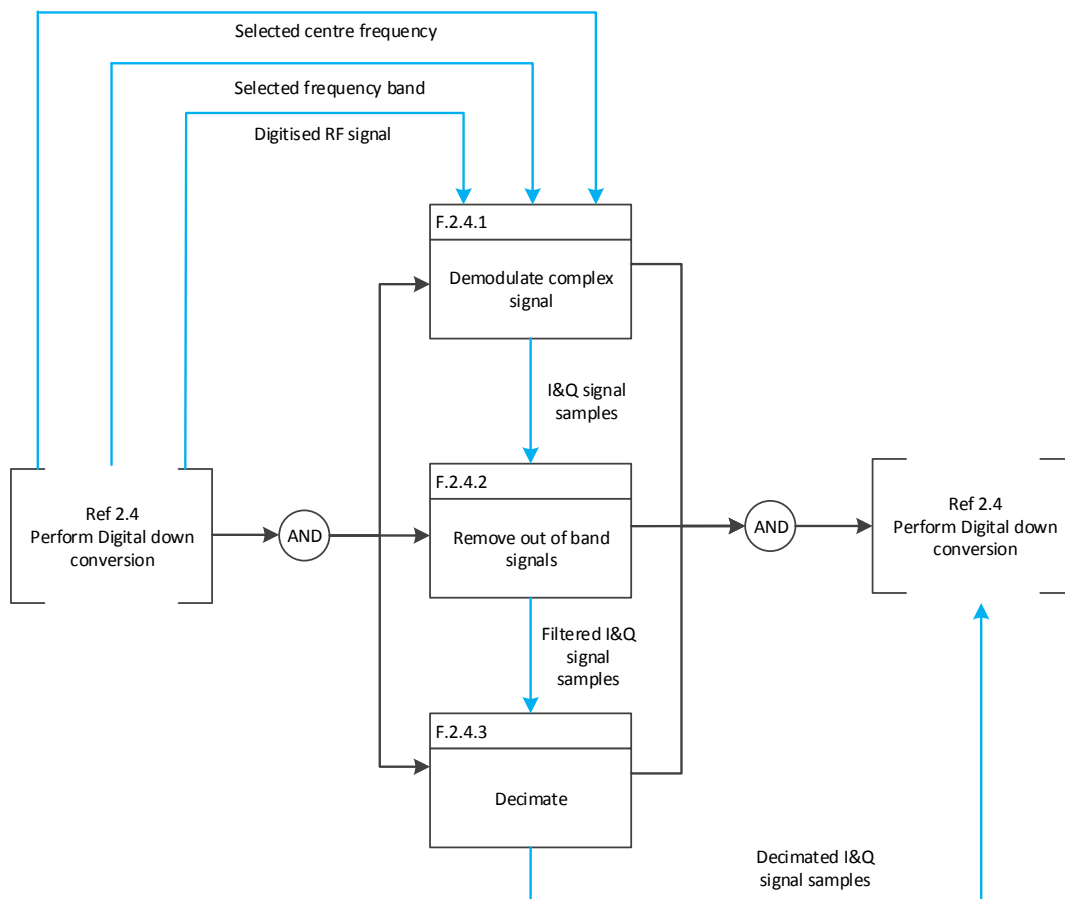 Selected centre frequency
Selected frequency band
Digitised RF signal
F.2.4.1
Demodulate complex
signal
I&Q signal
samples
Ref 2.4
Perform Digital down
conversion
AND
F.2.4.2
Remove out of band
signals
AND
Ref 2.4
Perform Digital down
conversion
Filtered I&Q
signal
samples
F.2.4.3
Decimate
Decimated I&Q
signal samples